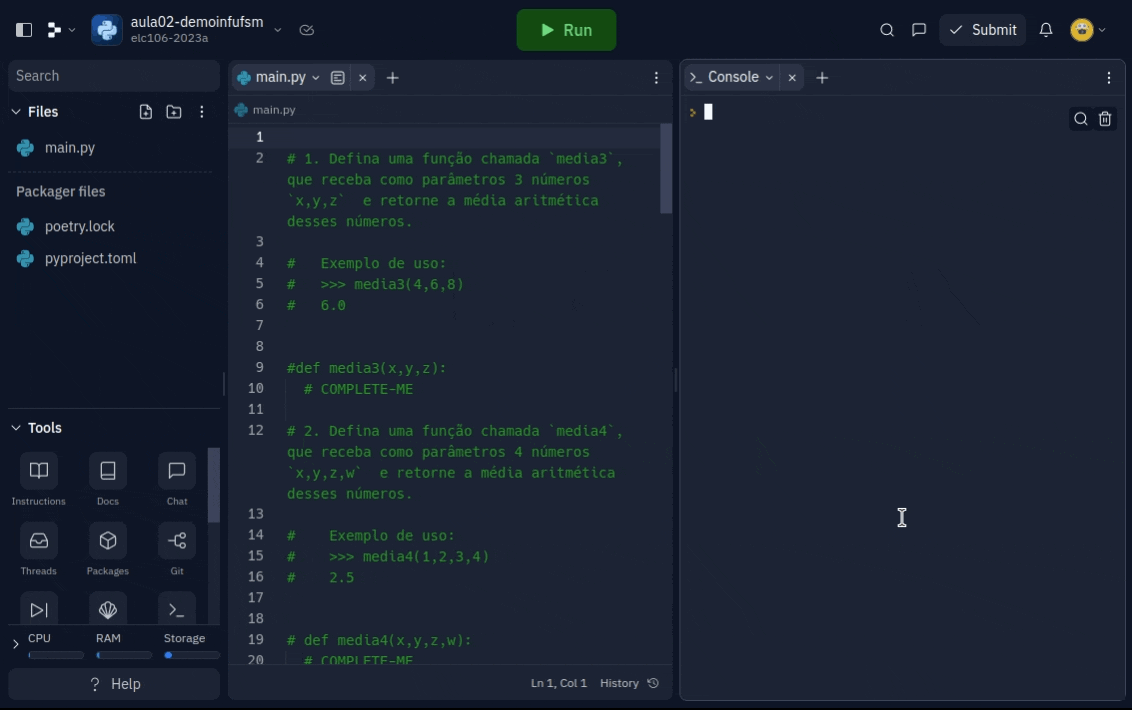 aula02-demoinfufsm
elc106-2023a
Run
Submit
Search
Files
main.py
Packager files
poetry.lock
pyproject.toml
Tools
Instructions Docs Chat
Threads Packages Git
CPU RAM Storage
? Help
main.py
main.py
1
2 # 1. Defina uma função chamada `media3`,
que receba como parâmetros 3 números
`x,y,z`  e retorne a média aritmética
desses números.
3
4 #   Exemplo de uso:
5 #   >>> media3(4,6,8)
6 #   6.0
7
8
9 #def media3(x,y,z):
10   # COMPLETE-ME
11
12 # 2. Defina uma função chamada `media4`,
que receba como parâmetros 4 números
`x,y,z,w`  e retorne a média aritmética
desses números.
13
14 #    Exemplo de uso:
15 #    >>> media4(1,2,3,4)
16 #    2.5
17
18
19 # def media4(x,y,z,w):
20   # COMPLETE-ME
Ln 1, Col 1 History
>_ Console